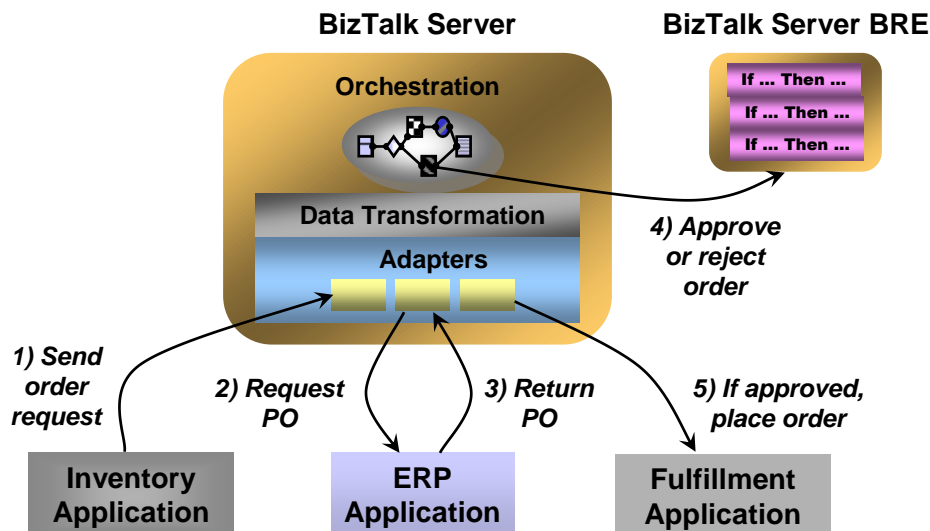 BizTalk Server
BizTalk Server BRE
Orchestration
If ... Then ...
If ... Then ...
If ... Then ...
Data Transformation
Adapters
4) Approve
or reject
order
1) Send
order
request
2) Request
PO
3) Return
PO
5) If approved,
place order
Inventory
Application
ERP
Application
Fulfillment
Application